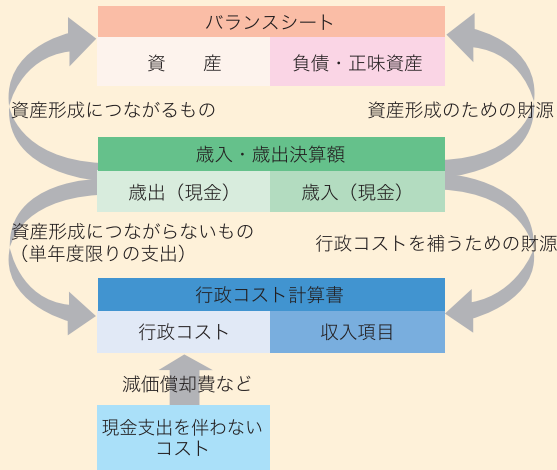 バランスシート
資　産
負債・正味資産
資産形成につながるもの
資産形成のための財源
歳入・歳出決算額
歳出（現金）
歳入（現金）
資産形成につながらないもの
（単年度限りの支出）
行政コストを補うための財源
行政コスト計算書
行政コスト
収入項目
減価償却費など
現金支出を伴わない
コスト